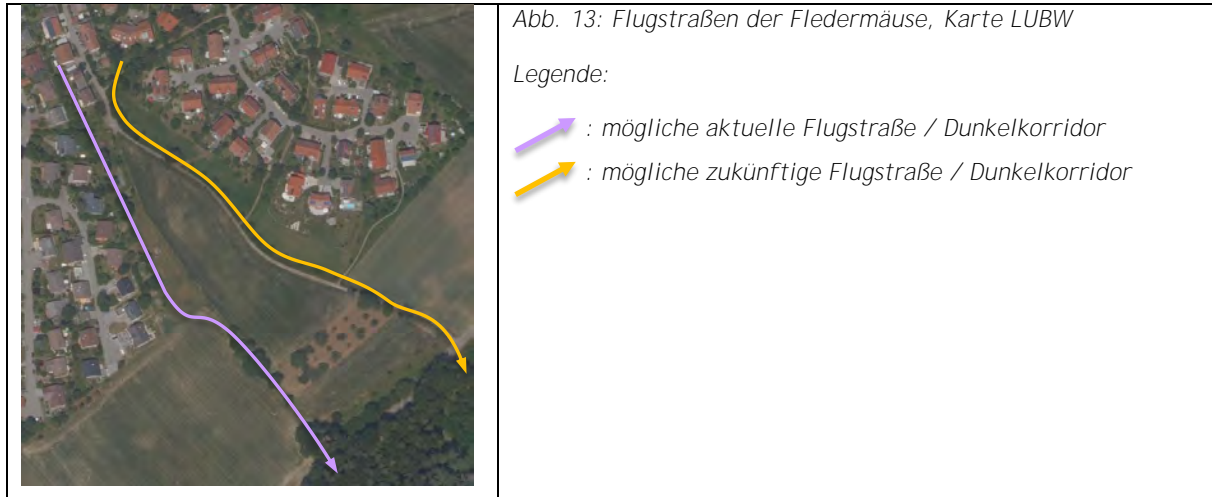 Abb. 13: Flugstraßen der Fledermäuse, Karte LUBW
Legende:
: mögliche aktuelle Flugstraße / Dunkelkorridor
: mögliche zukünftige Flugstraße / Dunkelkorridor